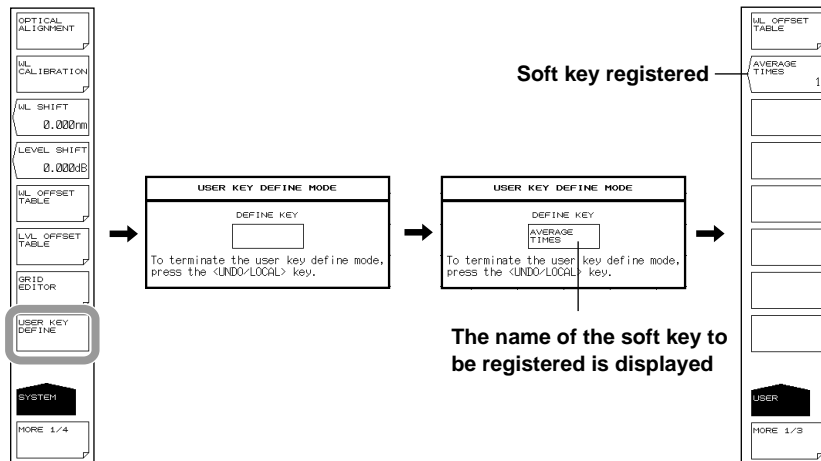 OPTICAL
ALIGNMENT
WL
CALIBRATION
WL SHIFT
0.000nm
LEVEL SHIFT
0.000dB
WL OFFSET
TABLE
LVL OFFSET
TABLE
GRID
EDITOR
USER KEY
DEFINE
SYSTEM
MORE 1/4
USER KEY DEFINE MODE
DEFINE KEY
To terminate the user key define mode,
press the <UNDO/LOCAL> key.
USER KEY DEFINE MODE
DEFINE KEY
AVERAGE
TIMES
To terminate the user key define mode,
press the <UNDO/LOCAL> key.
The name of the soft key to
be registered is displayed
Soft key registered
WL OFFSET
TABLE
AVERAGE
TIMES
1
USER
MORE 1/3